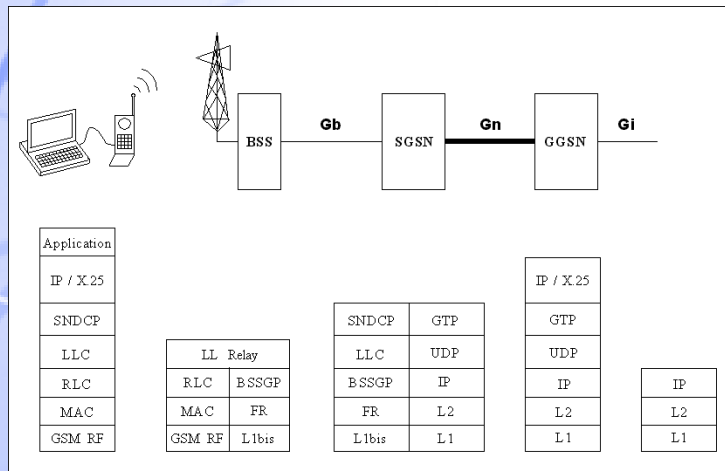 Gb
Gn
Gi
BSS
SGSN
GGSN
Application
IP / X.25
SNDCP
LLC
RLC
MAC
GSM RF
LL Relay
RLC BSSGP
MAC FR
GSM RF L1bis
SNDCP GTP
LLC UDP
BSSGP IP
FR L2
L1bis L1
IP / X.25
GTP
UDP
IP
L2
L1
IP
L2
L1